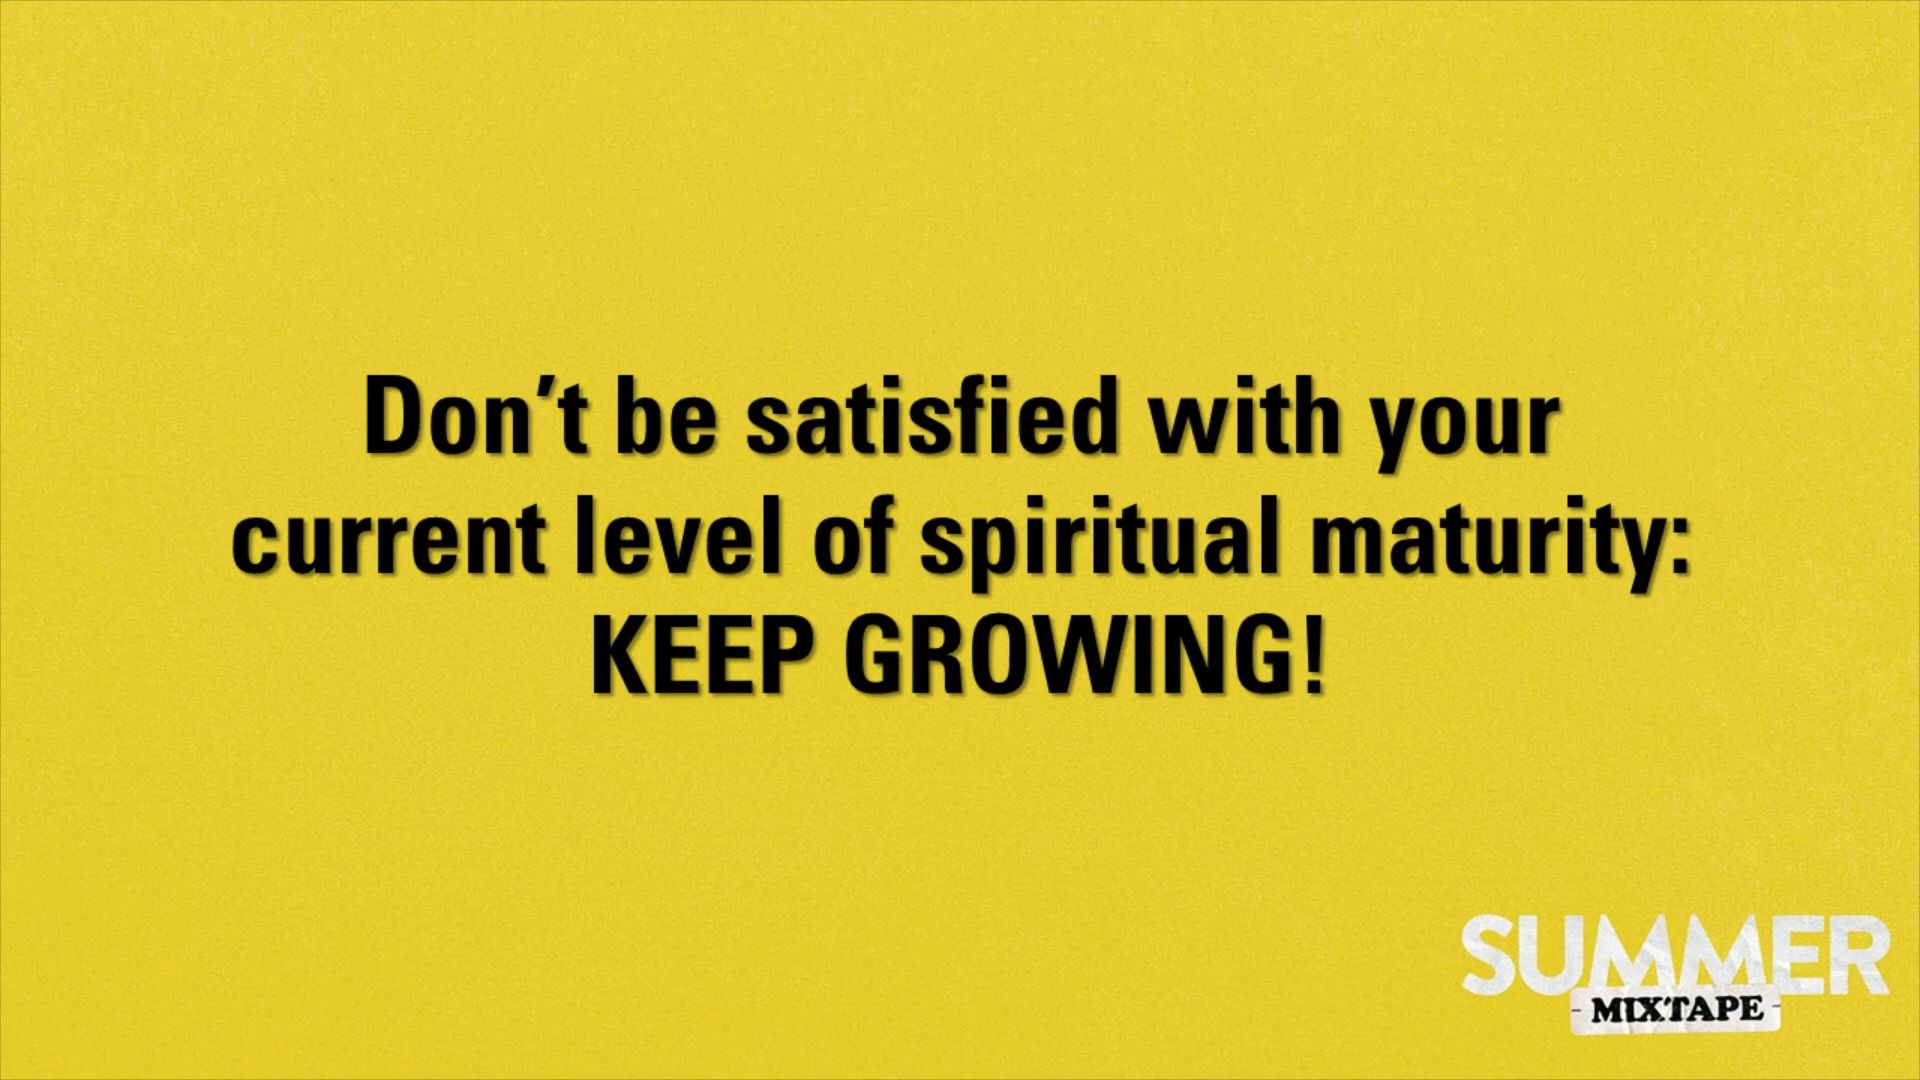 Don’t be satisfied with your
current level of spiritual maturity:
KEEP GROWING!
SUMMER
- MIXTAPE -